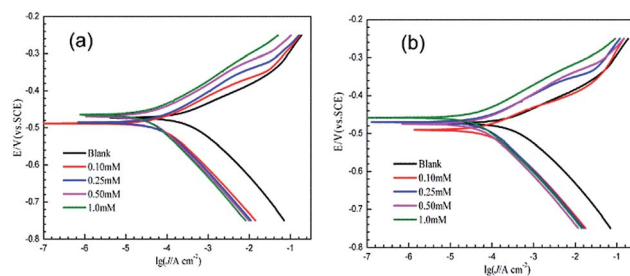 (a)
E/V (vs.SCE)
-0.2
-0.3
-0.4
-0.5
-0.6
-0.7
-0.8
Blank
0.10mM
0.25mM
0.50mM
1.0mM
-7 -6 -5 -4 -3 -2 -1 0
lg(J/A cm⁻²)
(b)
E/V (vs.SCE)
-0.2
-0.3
-0.4
-0.5
-0.6
-0.7
-0.8
Blank
0.10mM
0.25mM
0.50mM
1.0mM
-7 -6 -5 -4 -3 -2 -1 0
lg(J/A cm⁻²)